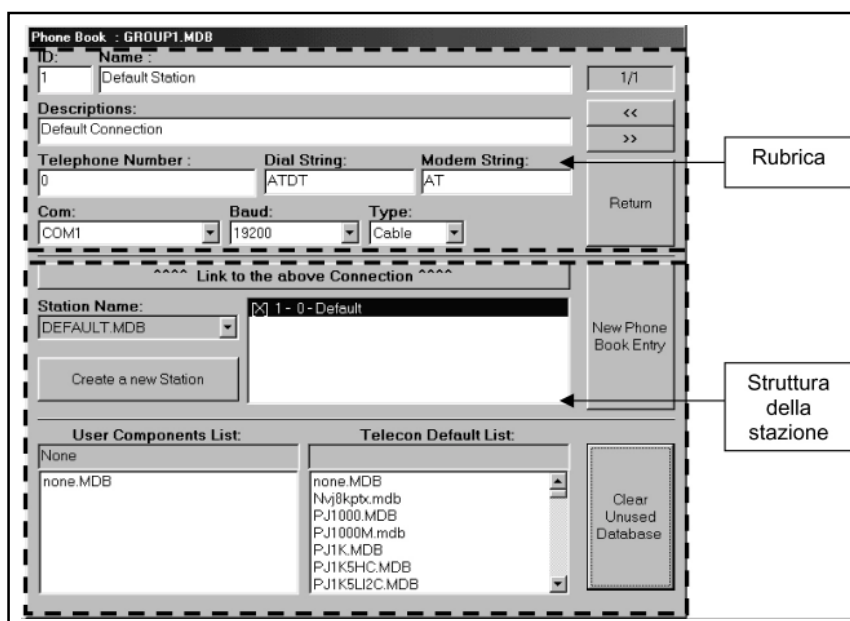 Phone Book : GROUP1.MDB
ID: Name :
1 Default Station 1/1
Descriptions: <<
Default Connection >>
Rubrica
Telephone Number : Dial String: Modem String:
0 ATDT AT
Return
Com: Baud: Type:
COM1 19200 Cable
^^^^ Link to the above Connection ^^^^
Station Name:
DEFAULT.MDB
[X] 1 - 0 - Default
New Phone
Book Entry
Create a new Station
Struttura
della
stazione
User Components List: Telecon Default List:
None
none.MDB
none.MDB
Nvj8kptx.mdb
PJ1000.MDB
PJ1000M.mdb
PJ1K.MDB
PJ1K5HC.MDB
PJ1K5LI2C.MDB
Clear
Unused
Database